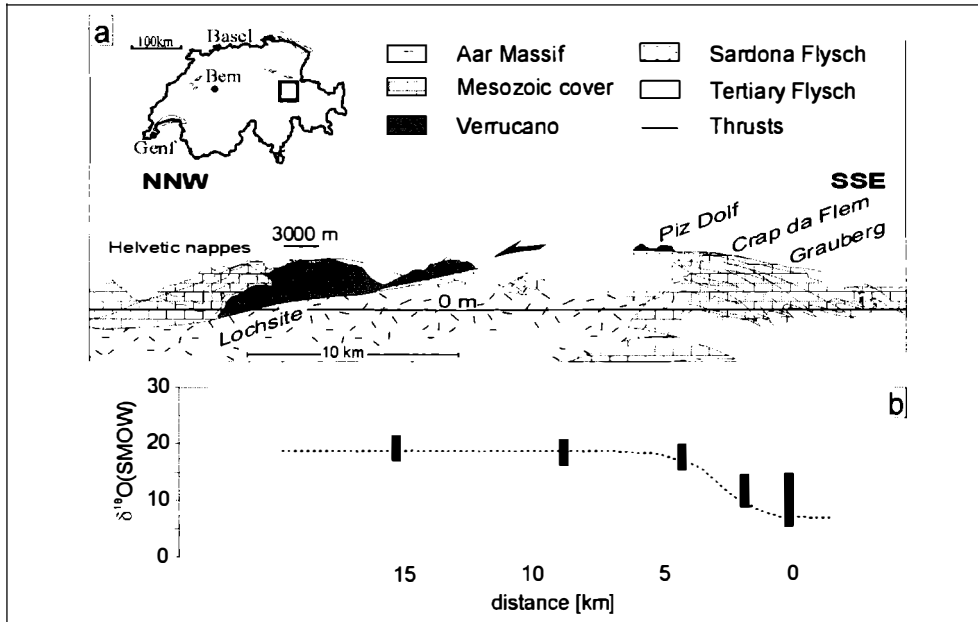 a
100km
Basel
Bern
Genf
Aar Massif
Mesozoic cover
Verrucano
Sardona Flysch
Tertiary Flysch
Thrusts
NNW
SSE
Helvetic nappes
3000 m
Piz Dolf
Crap da Flem
Grauberg
0 m
Lochsite
10 km
b
30
20
10
0
δ¹⁸O(SMOW)
15
10
5
0
distance [km]